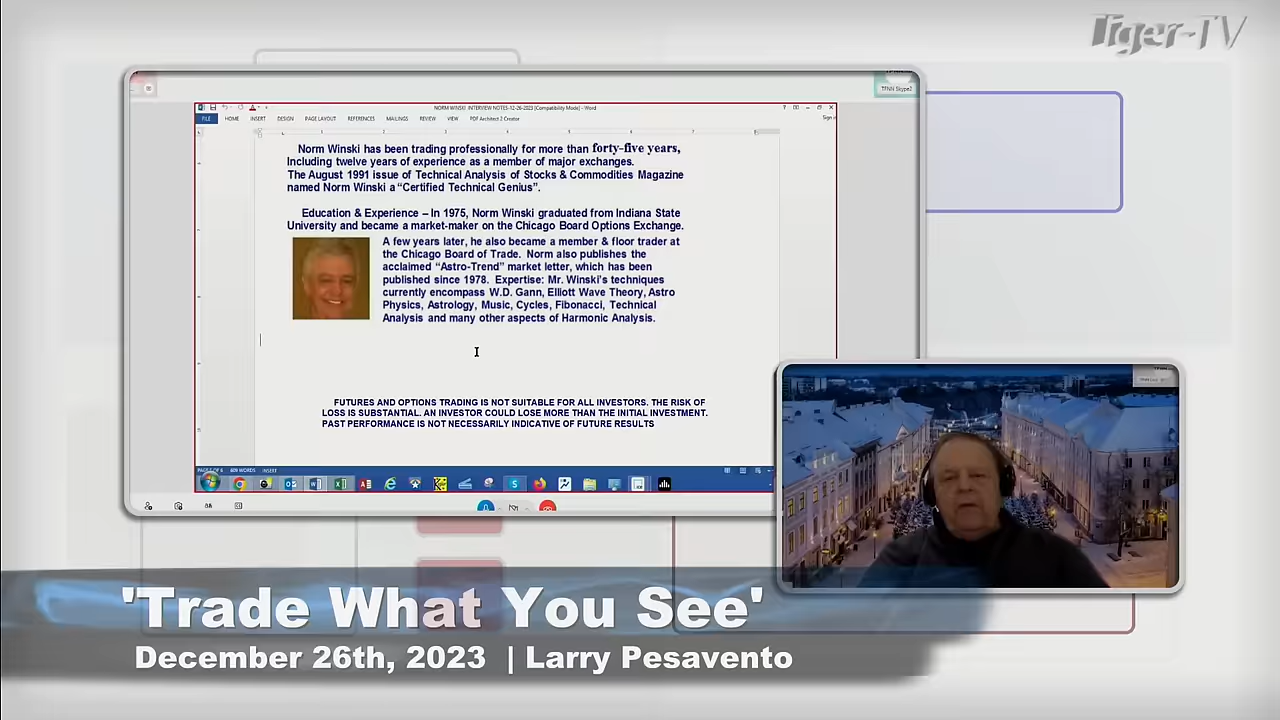 Tiger-TV
TFNN Skype2
NORM WINSKI INTERVIEW NOTES-12-26-2023 [Compatibility Mode] - Word
FILE HOME INSERT DESIGN PAGE LAYOUT REFERENCES MAILINGS REVIEW VIEW PDF Architect 2 Creator
Sign in
Norm Winski has been trading professionally for more than forty-five years,
Including twelve years of experience as a member of major exchanges.
The August 1991 issue of Technical Analysis of Stocks & Commodities Magazine
named Norm Winski a “Certified Technical Genius”.
Education & Experience – In 1975, Norm Winski graduated from Indiana State
University and became a market-maker on the Chicago Board Options Exchange.
A few years later, he also became a member & floor trader at
the Chicago Board of Trade. Norm also publishes the
acclaimed “Astro-Trend” market letter, which has been
published since 1978. Expertise: Mr. Winski’s techniques
currently encompass W.D. Gann, Elliott Wave Theory, Astro
Physics, Astrology, Music, Cycles, Fibonacci, Technical
Analysis and many other aspects of Harmonic Analysis.
FUTURES AND OPTIONS TRADING IS NOT SUITABLE FOR ALL INVESTORS. THE RISK OF
LOSS IS SUBSTANTIAL. AN INVESTOR COULD LOSE MORE THAN THE INITIAL INVESTMENT.
PAST PERFORMANCE IS NOT NECESSARILY INDICATIVE OF FUTURE RESULTS
INSERT
'Trade What You See'
December 26th, 2023 | Larry Pesavento